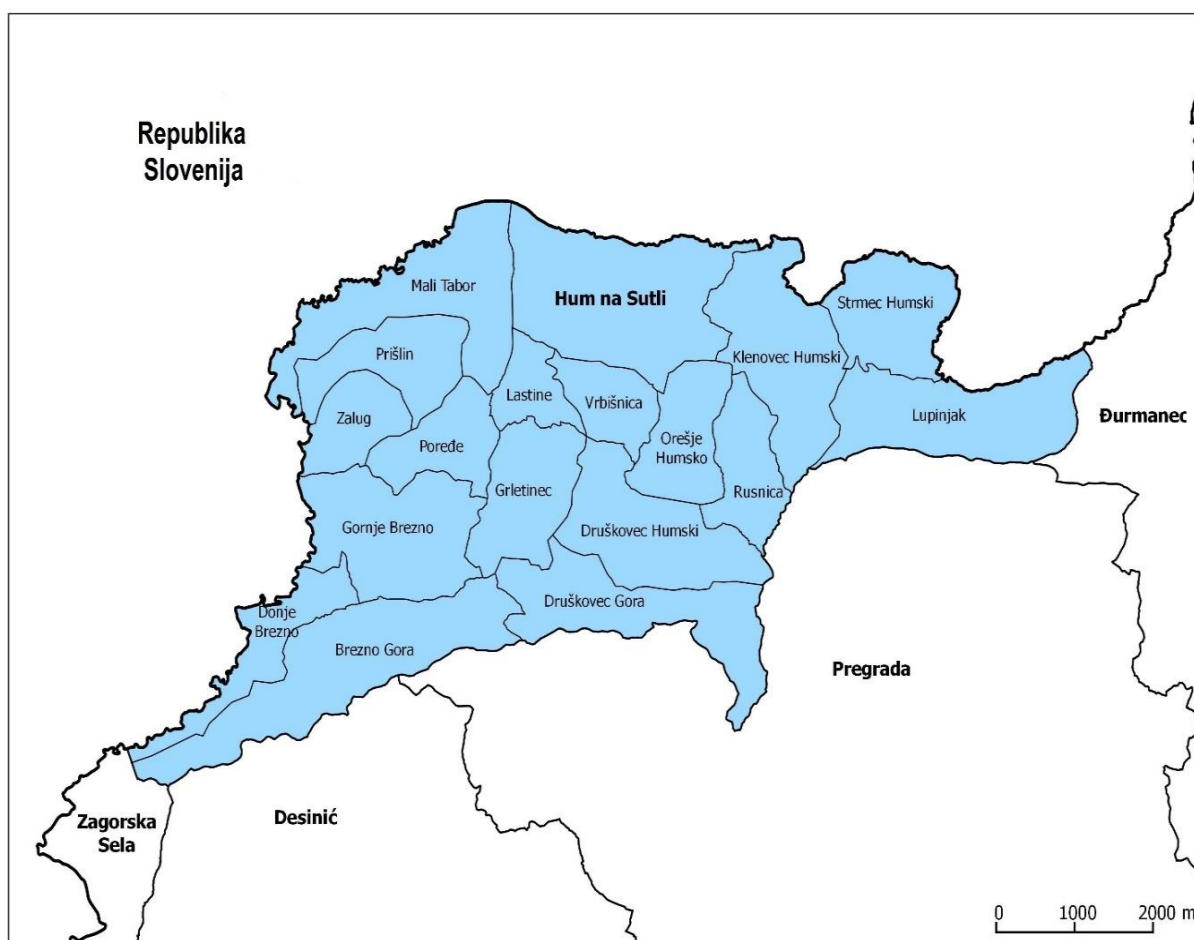 Republika
Slovenija
Mali Tabor
Hum na Sutli
Strmec Humski
Prišlin
Klenovec Humski
Lastine
Vrbišnica
Zalug
Lupinjak
Đurmanec
Poređe
Orešje
Humsko
Grletinec
Rusnica
Gornje Brezno
Druškovec Humski
Druškovec Gora
Donje
Brezno
Brezno Gora
Pregrada
Zagorska
Sela
Desinić
0 1000 2000 m